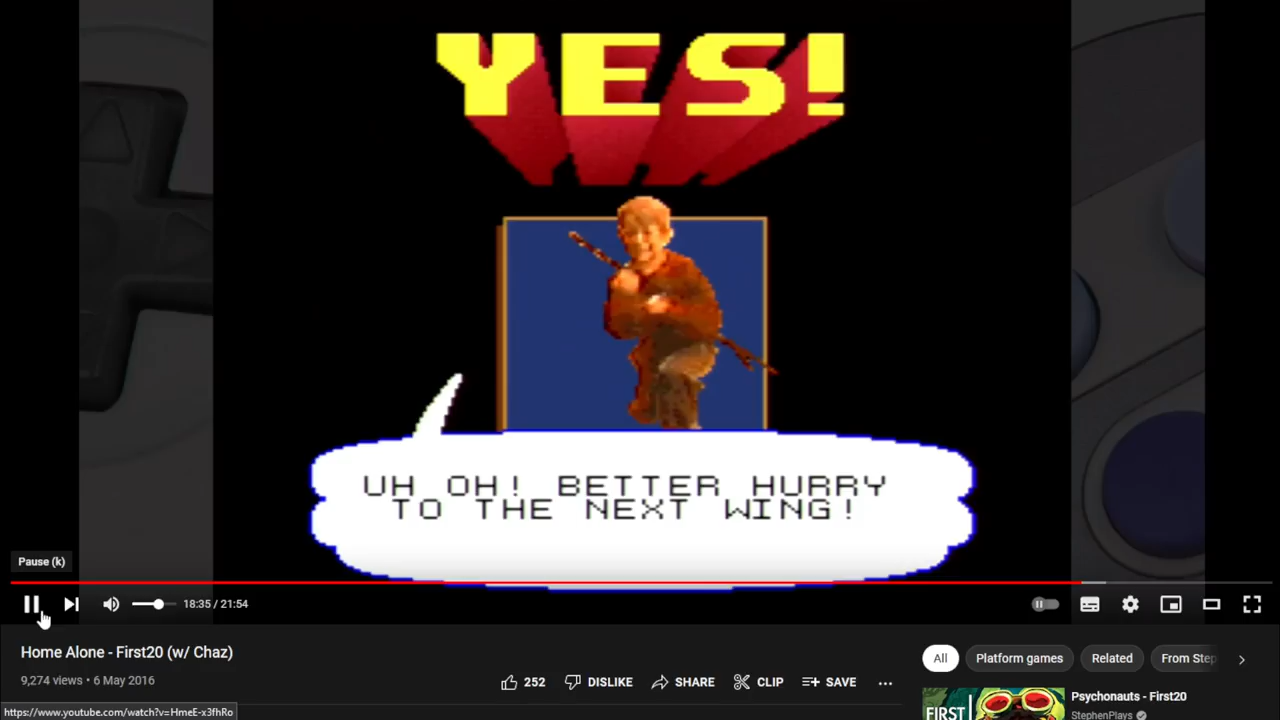 YES!
UH OH! BETTER HURRY
TO THE NEXT WING!
Pause (k)
18:35 / 21:54
Home Alone - First20 (w/ Chaz)
9,274 views • 6 May 2016
252
DISLIKE
SHARE
CLIP
SAVE
https://www.youtube.com/watch?v=HmeE-x3fhRo
All
Platform games
Related
From Step
FIRST
Psychonauts - First20
StephenPlays